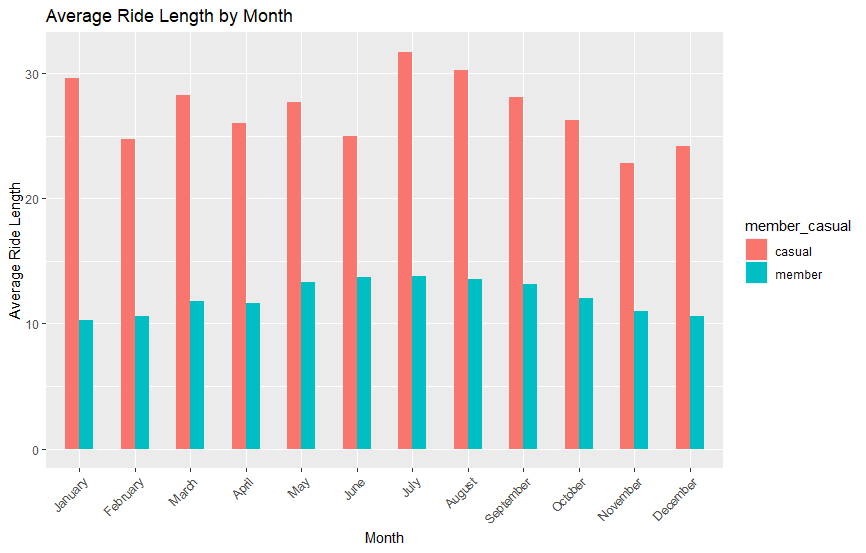 Average Ride Length by Month
Average Ride Length
30
20
10
0
January
February
March
April
May
June
July
August
September
October
November
December
Month
member_casual
casual
member